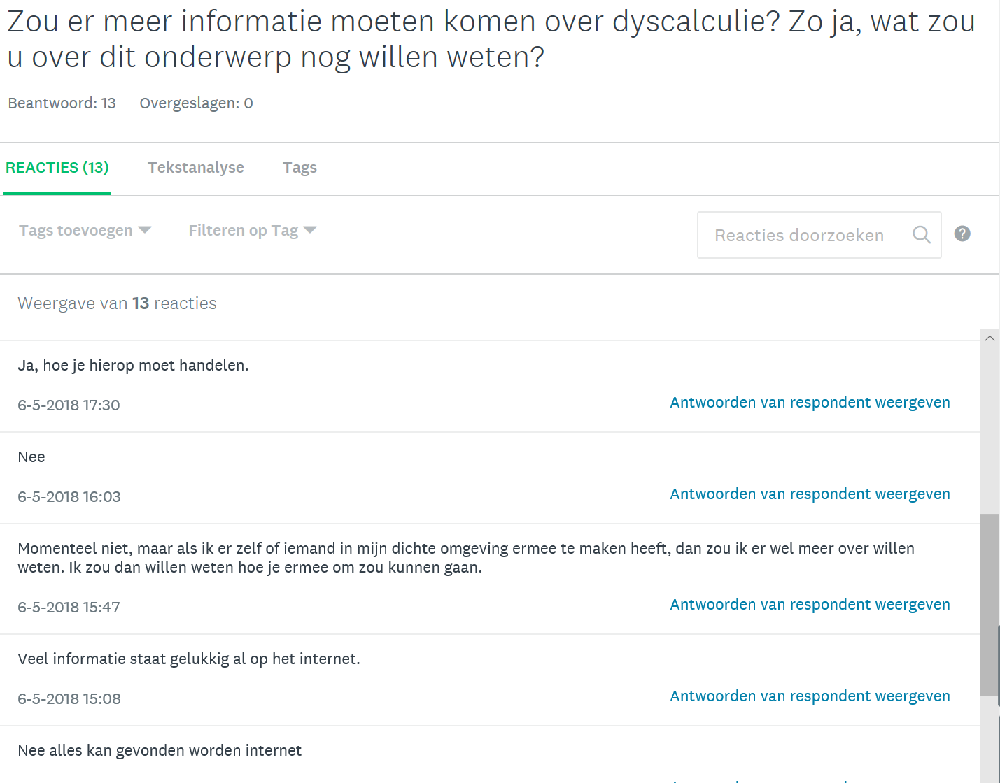 Zou er meer informatie moeten komen over dyscalculie? Zo ja, wat zou
u over dit onderwerp nog willen weten?
Beantwoord: 13 Overgeslagen: 0
REACTIES (13) Tekstanalyse Tags
Tags toevoegen Filteren op Tag Reacties doorzoeken ?
Weergave van 13 reacties
Ja, hoe je hierop moet handelen.
6-5-2018 17:30 Antwoorden van respondent weergeven
Nee
6-5-2018 16:03 Antwoorden van respondent weergeven
Momenteel niet, maar als ik er zelf of iemand in mijn dichte omgeving ermee te maken heeft, dan zou ik er wel meer over willen
weten. Ik zou dan willen weten hoe je ermee om zou kunnen gaan.
6-5-2018 15:47 Antwoorden van respondent weergeven
Veel informatie staat gelukkig al op het internet.
6-5-2018 15:08 Antwoorden van respondent weergeven
Nee alles kan gevonden worden internet